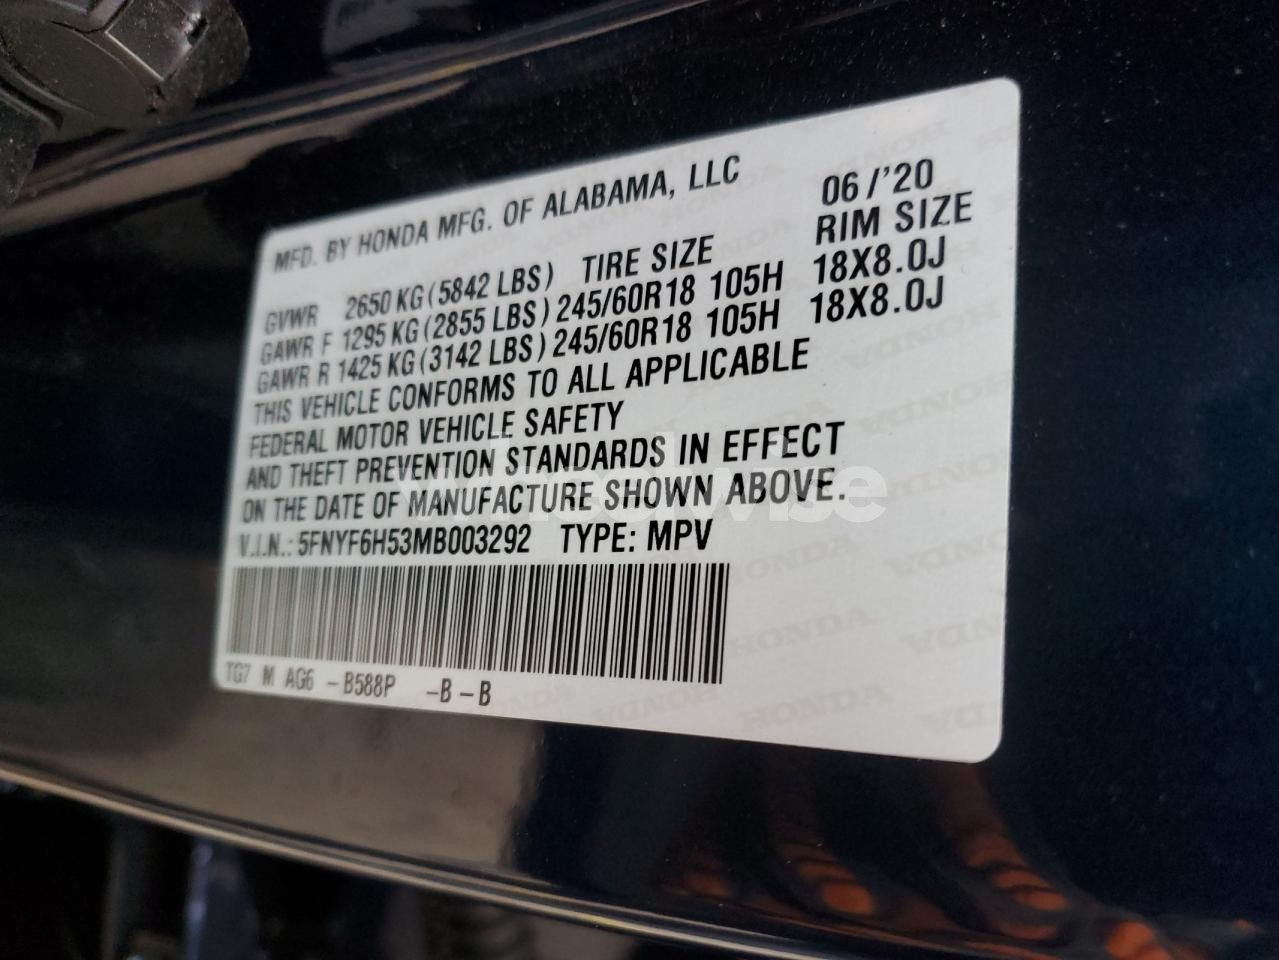 MFD. BY HONDA MFG. OF ALABAMA, LLC 06/'20
GVWR 2650 KG (5842 LBS) TIRE SIZE RIM SIZE
GAWR F 1295 KG (2855 LBS) 245/60R18 105H 18X8.0J
GAWR R 1425 KG (3142 LBS) 245/60R18 105H 18X8.0J
THIS VEHICLE CONFORMS TO ALL APPLICABLE
FEDERAL MOTOR VEHICLE SAFETY
AND THEFT PREVENTION STANDARDS IN EFFECT
ON THE DATE OF MANUFACTURE SHOWN ABOVE.
V.I.N.: 5FNYF6H53MB003292 TYPE: MPV
TG7 M AG6 -B588P -B-B
wheelwise
HONDA